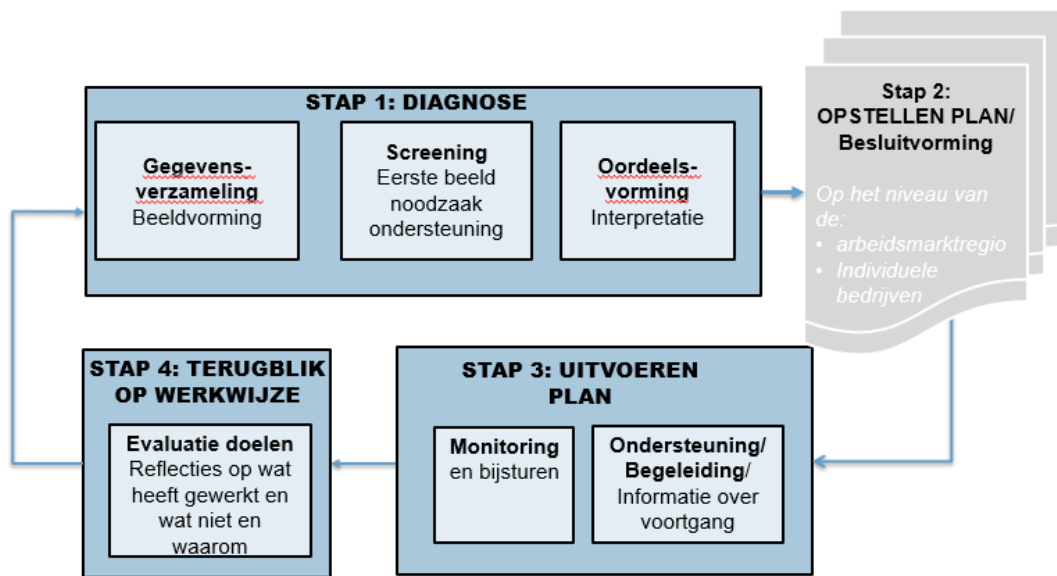 STAP 1: DIAGNOSE
Gegevens-
verzameling
Beeldvorming
Screening
Eerste beeld
noodzaak
ondersteuning
Oordeels-
vorming
Interpretatie
Stap 2:
OPSTELLEN PLAN/
Besluitvorming
Op het niveau van
de:
• arbeidsmarktregio
• Individuele
bedrijven
STAP 3: UITVOEREN
PLAN
Monitoring
en bijsturen
Ondersteuning/
Begeleiding/
Informatie over
voortgang
STAP 4: TERUGBLIK
OP WERKWIJZE
Evaluatie doelen
Reflecties op wat
heeft gewerkt en
wat niet en
waarom